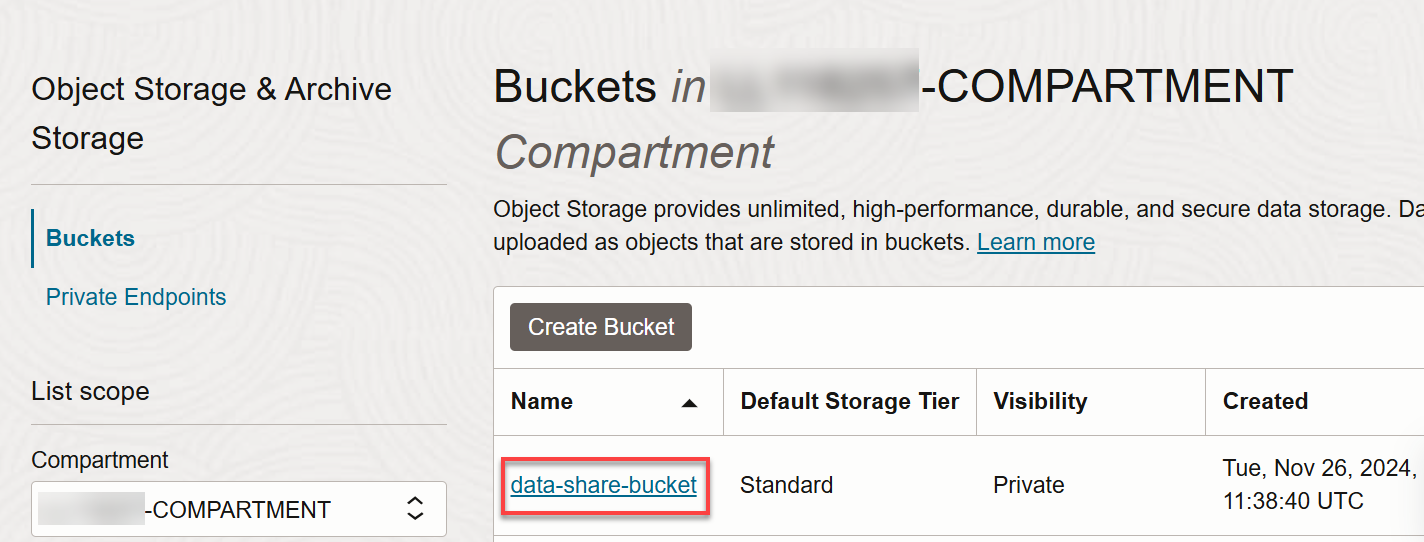 Object Storage & Archive
Storage
Buckets
Private Endpoints
List scope
Compartment
-COMPARTMENT
Buckets in -COMPARTMENT
Compartment
Object Storage provides unlimited, high-performance, durable, and secure data storage. Da
uploaded as objects that are stored in buckets. Learn more
Create Bucket
Name Default Storage Tier Visibility Created
data-share-bucket Standard Private Tue, Nov 26, 2024,
11:38:40 UTC